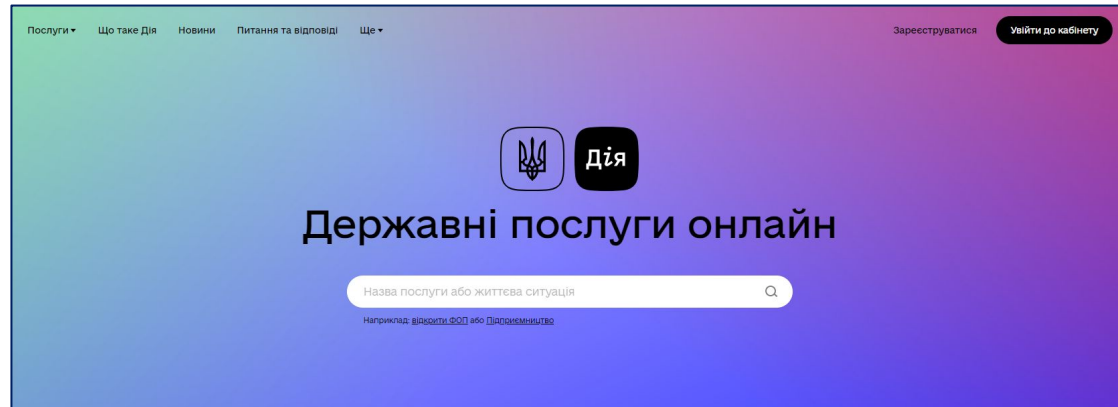 Послуги Що таке Дія Новини Питання та відповіді Ще Зареєструватися Увійти до кабінету
Дія
Державні послуги онлайн
Назва послуги або життєва ситуація
Наприклад: відкрити ФОП або Підприємництво